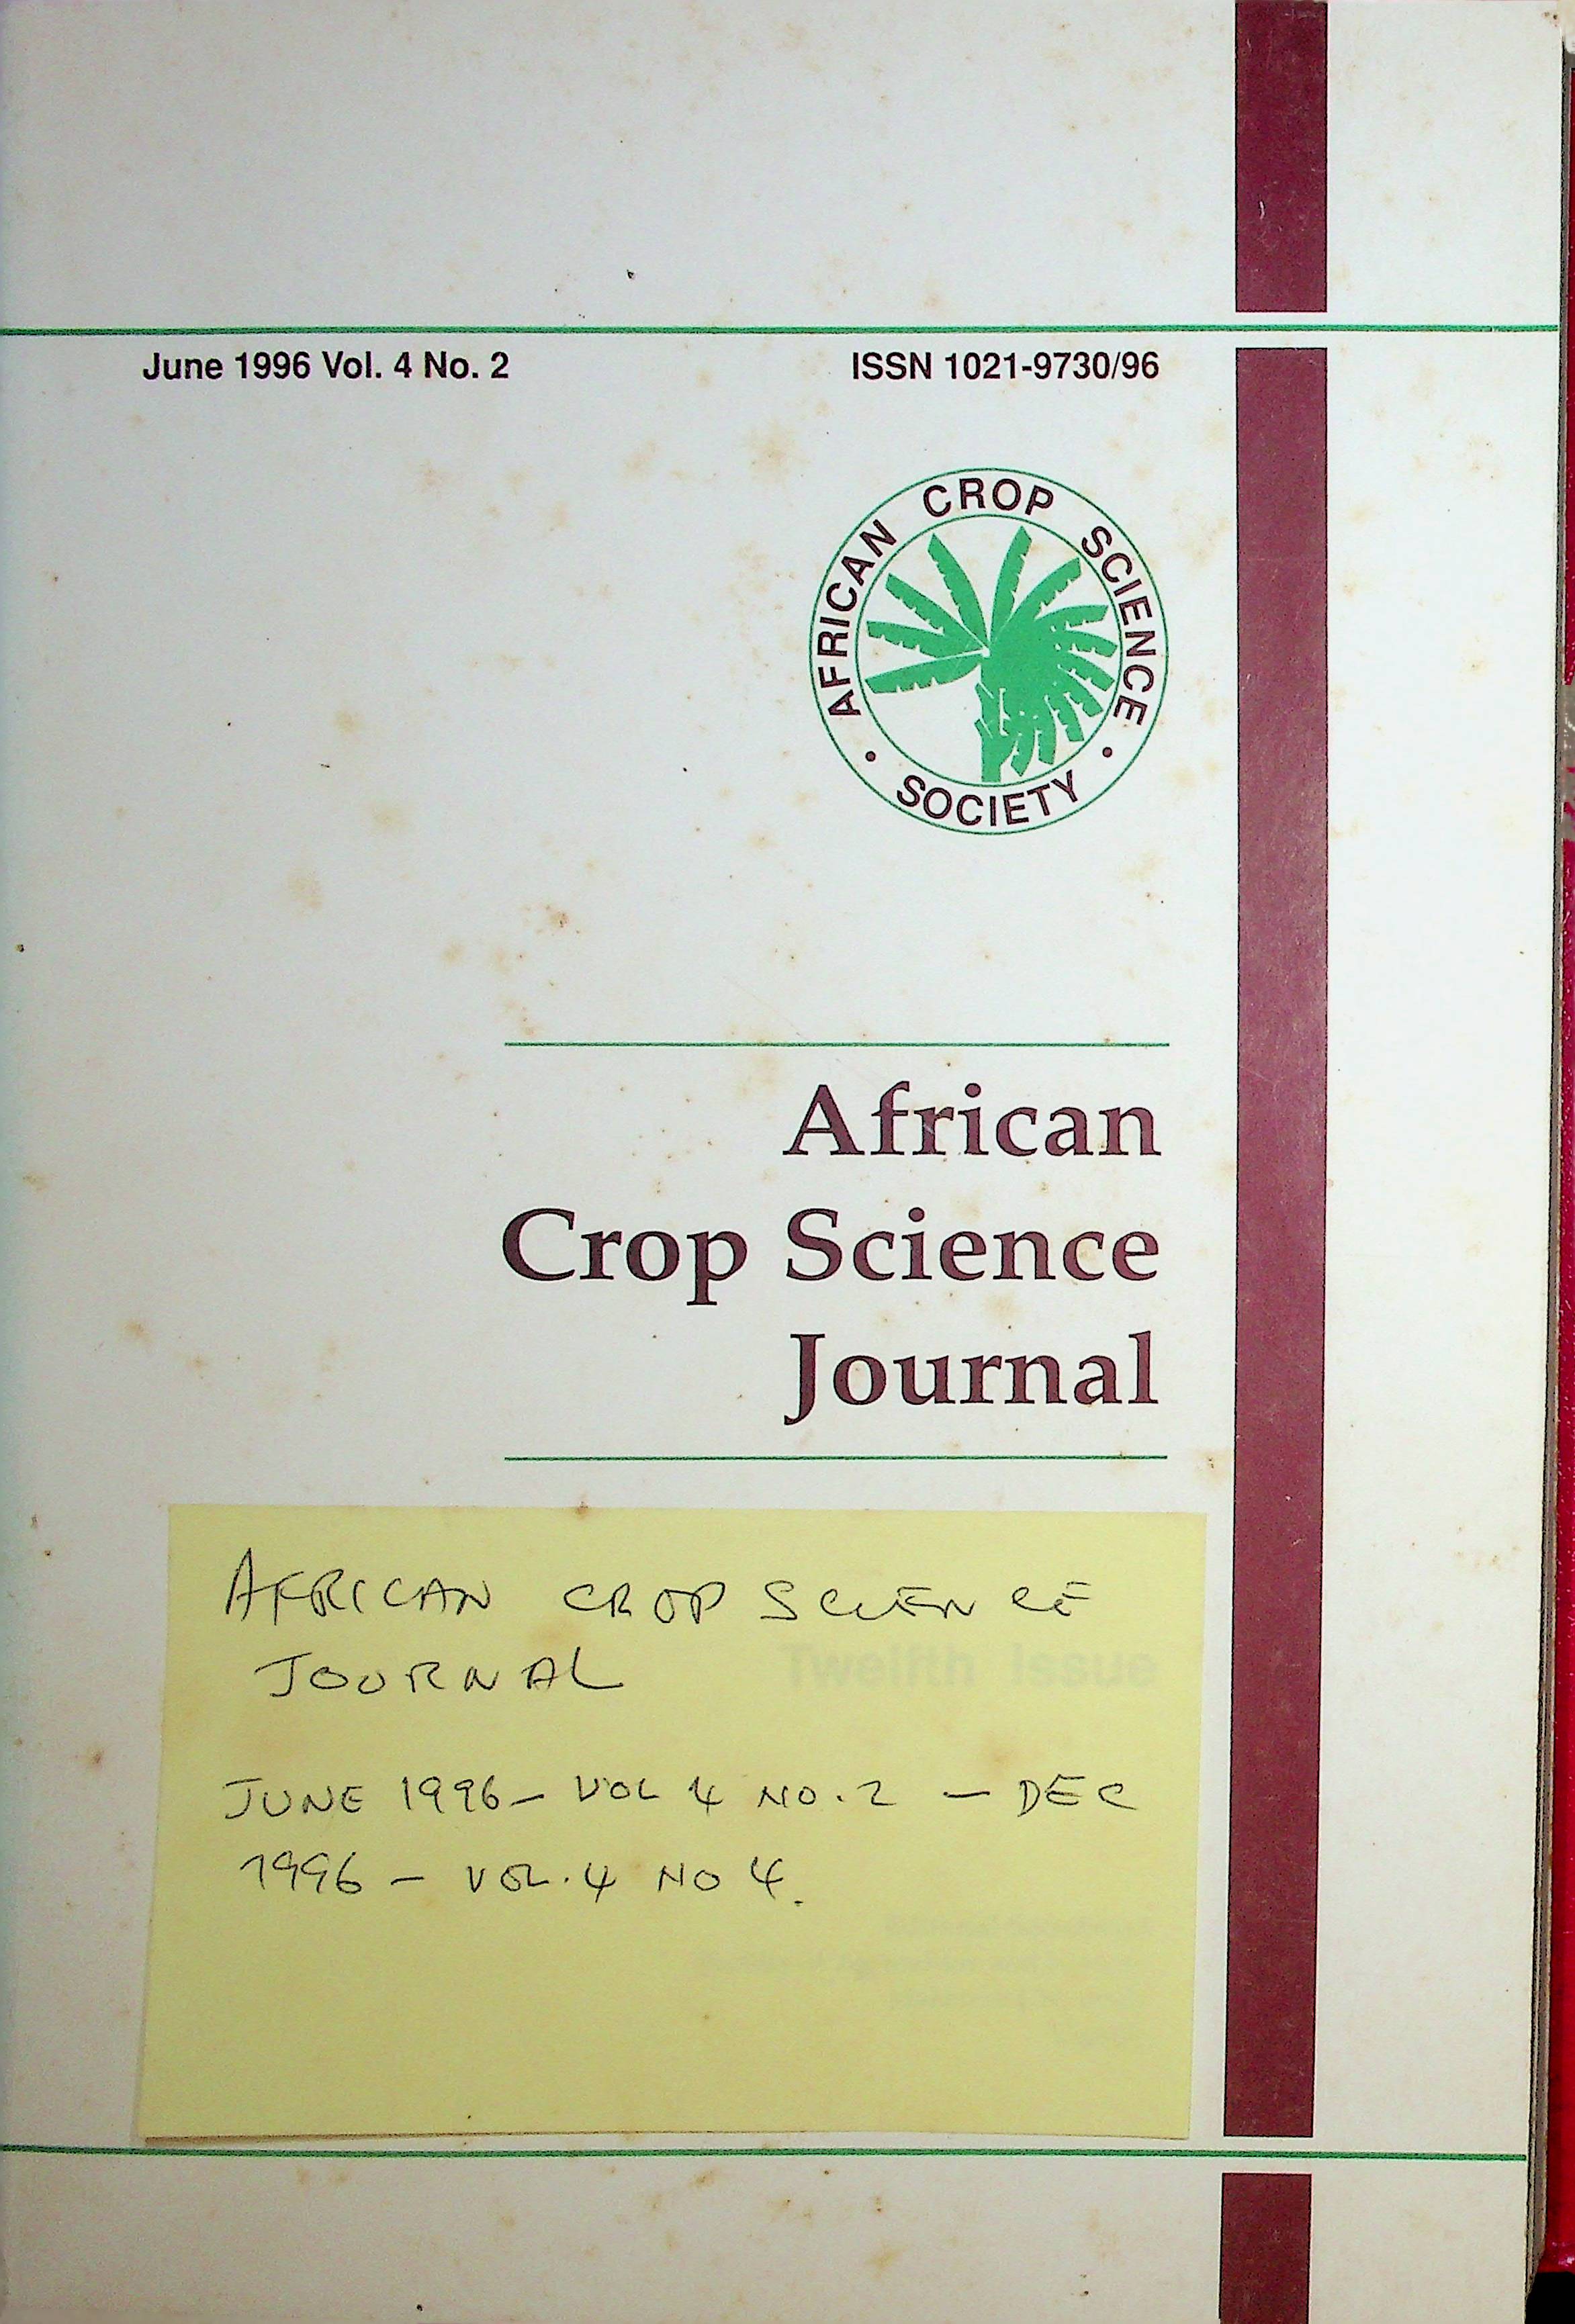 June 1996 Vol. 4 No. 2
ISSN 1021-9730/96
AFRICAN CROP SCIENCE
• SOCIETY •
African
Crop Science
Journal
AFRICAN CROP SCIENCE
JOURNAL
Twelfth Issue
JUNE 1996 - VOL 4 NO. 2 - DEC
1996 - VOL. 4 NO 4.